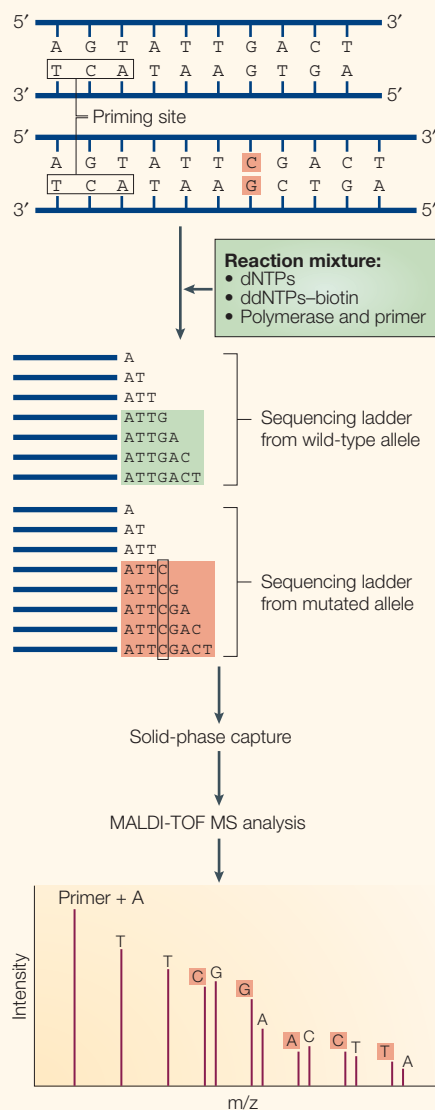 5′ 3′
A G T A T T G A C T
T C A T A A G T G A
3′ 5′
Priming site
5′ 3′
A G T A T T C G A C T
T C A T A A G C T G A
3′ 5′
Reaction mixture:
• dNTPs
• ddNTPs–biotin
• Polymerase and primer
A
AT
ATT
ATTG
ATTGA
ATTGAC
ATTGACT
Sequencing ladder
from wild-type allele
A
AT
ATT
ATTC
ATTCG
ATTCGA
ATTCGAC
ATTCGACT
Sequencing ladder
from mutated allele
Solid-phase capture
MALDI-TOF MS analysis
Primer + A
T
T
C G
G
A
A C C
T
T
A
Intensity
m/z